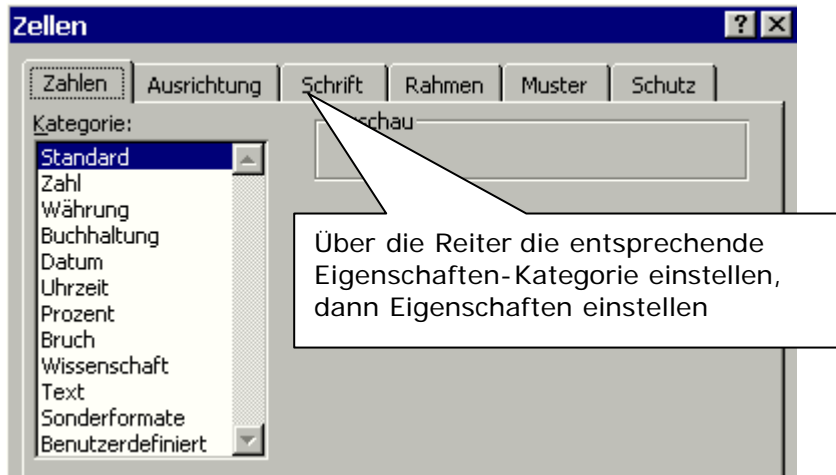 Zellen
Zahlen Ausrichtung Schrift Rahmen Muster Schutz
Kategorie:
Standard
Zahl
Währung
Buchhaltung
Datum
Uhrzeit
Prozent
Bruch
Wissenschaft
Text
Sonderformate
Benutzerdefiniert
Über die Reiter die entsprechende
Eigenschaften-Kategorie einstellen,
dann Eigenschaften einstellen